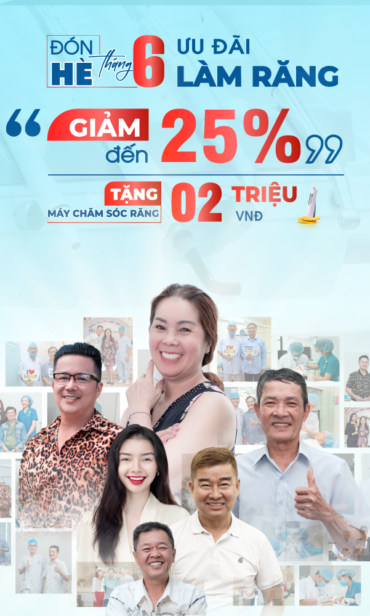 ĐÓN HÈ tháng 6
ƯU ĐÃI
LÀM RĂNG
“ GIẢM
đến
25% ”
TẶNG
MÁY CHĂM SÓC RĂNG
02 TRIỆU
VNĐ